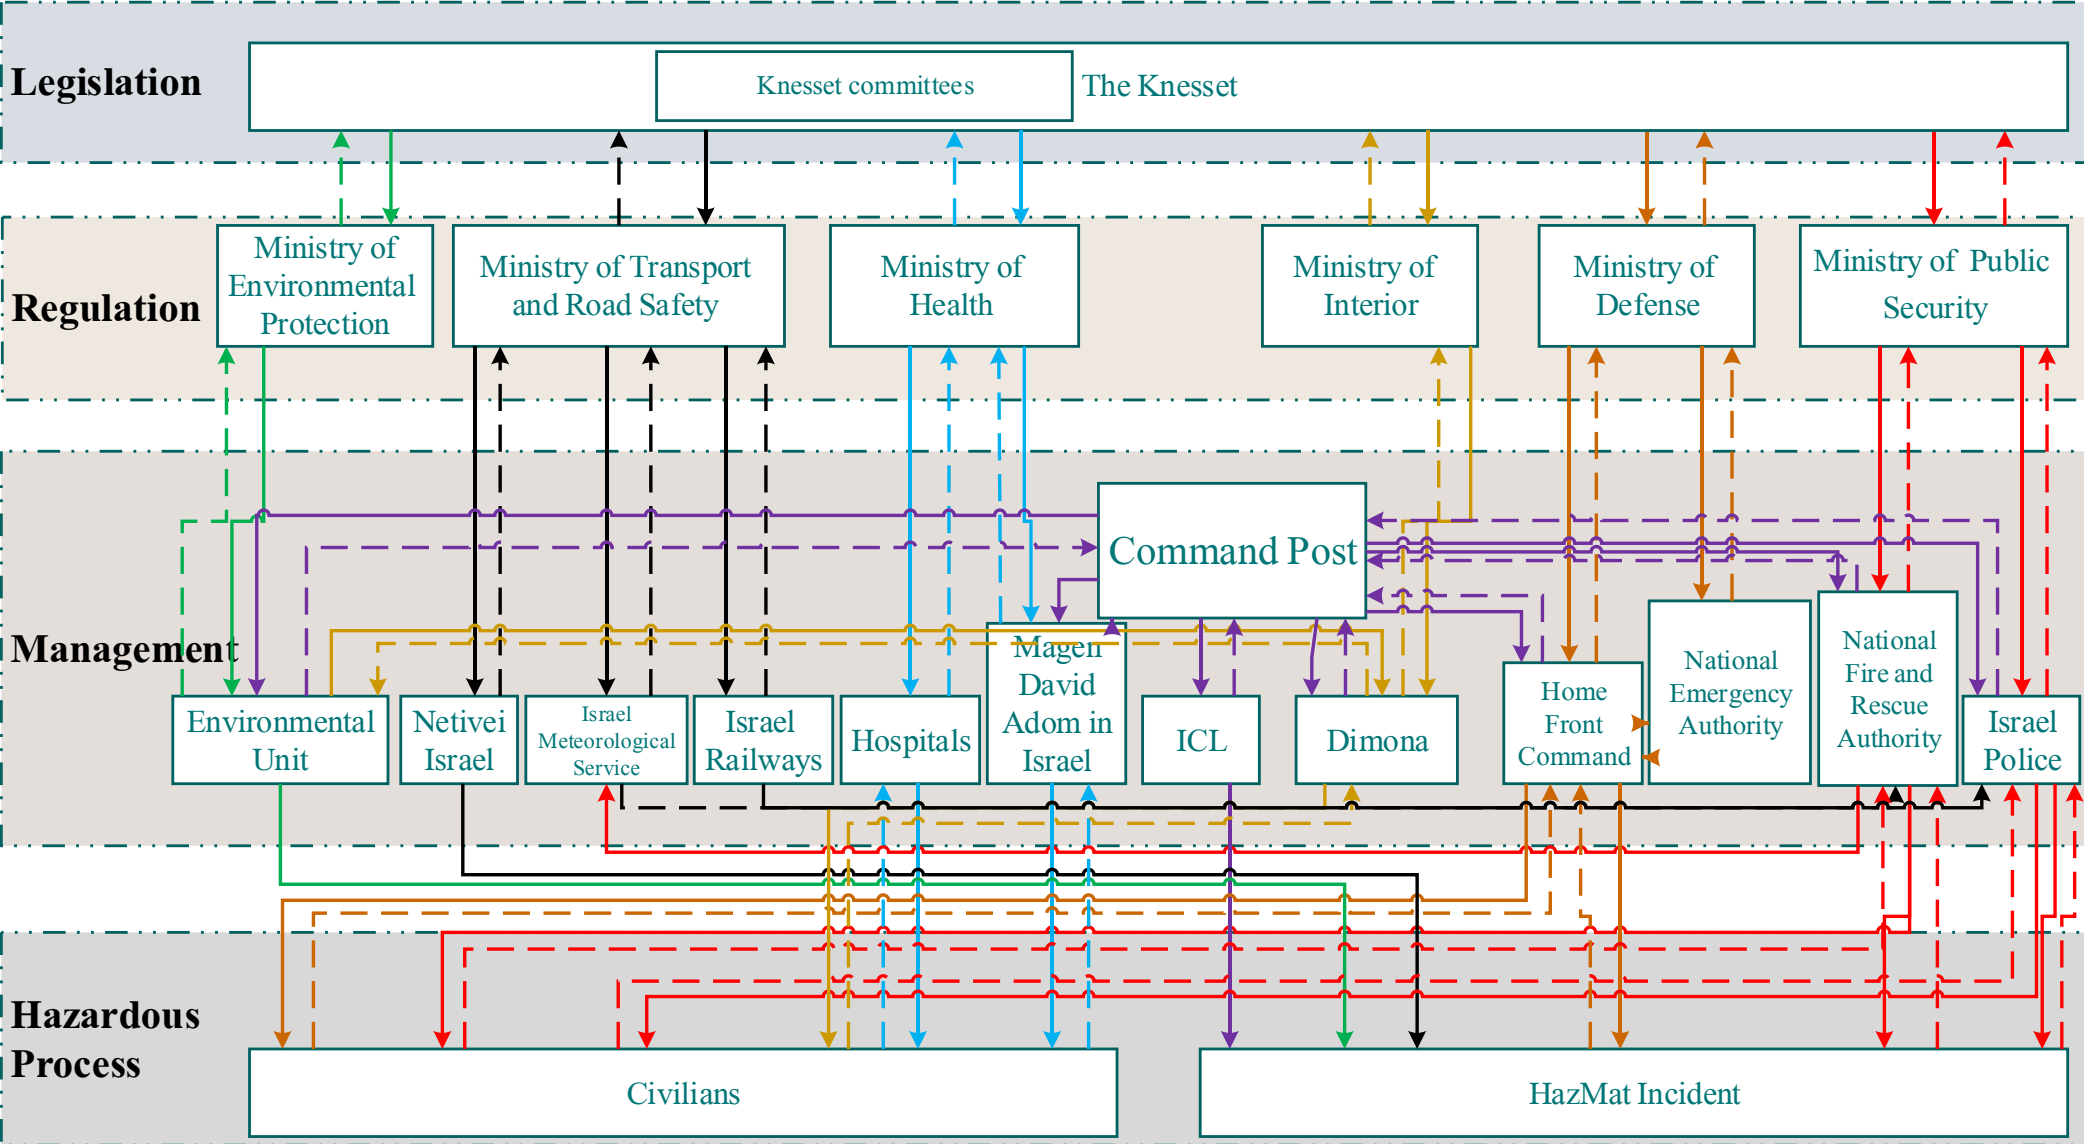 Legislation
Knesset committees
The Knesset
Regulation
Ministry of
Environmental
Protection
Ministry of Transport
and Road Safety
Ministry of
Health
Ministry of
Interior
Ministry of
Defense
Ministry of Public
Security
Management
Command Post
Environmental
Unit
Netivei
Israel
Israel
Meteorological
Service
Israel
Railways
Hospitals
Magen
David
Adom in
Israel
ICL
Dimona
Home
Front
Command
National
Emergency
Authority
National
Fire and
Rescue
Authority
Israel
Police
Hazardous
Process
Civilians
HazMat Incident